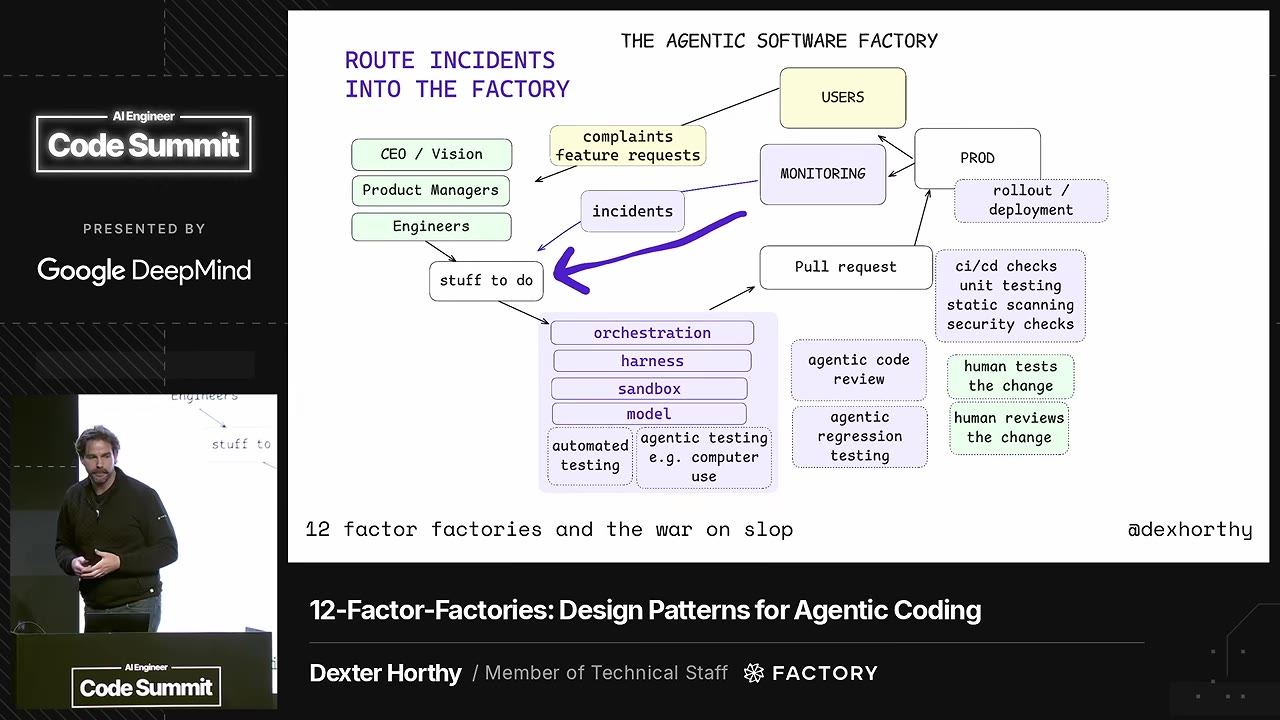 AI Engineer
Code Summit
PRESENTED BY
Google DeepMind
THE AGENTIC SOFTWARE FACTORY
ROUTE INCIDENTS
INTO THE FACTORY
USERS
complaints
feature requests
CEO / Vision
Product Managers
Engineers
MONITORING
PROD
rollout /
deployment
incidents
stuff to do
Pull request
ci/cd checks
unit testing
static scanning
security checks
orchestration
harness
sandbox
model
automated
testing
agentic testing
e.g. computer
use
agentic code
review
agentic
regression
testing
human tests
the change
human reviews
the change
12 factor factories and the war on slop
@dexhorthy
Engineers
stuff to
AI Engineer
Code Summit
12-Factor-Factories: Design Patterns for Agentic Coding
Dexter Horthy / Member of Technical Staff FACTORY